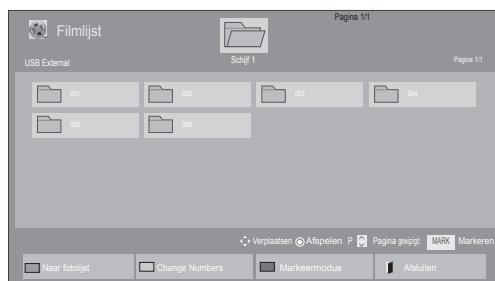 Pagina 1/1
Filmlijst
Schijf 1
USB External
Pagina 1/1
001 002 003 004
005 006
Verplaatsen Afspelen P Pagina gewijzigt MARK Markeren
Naar fotolijst Change Numbers Markeermodus Afsluiten